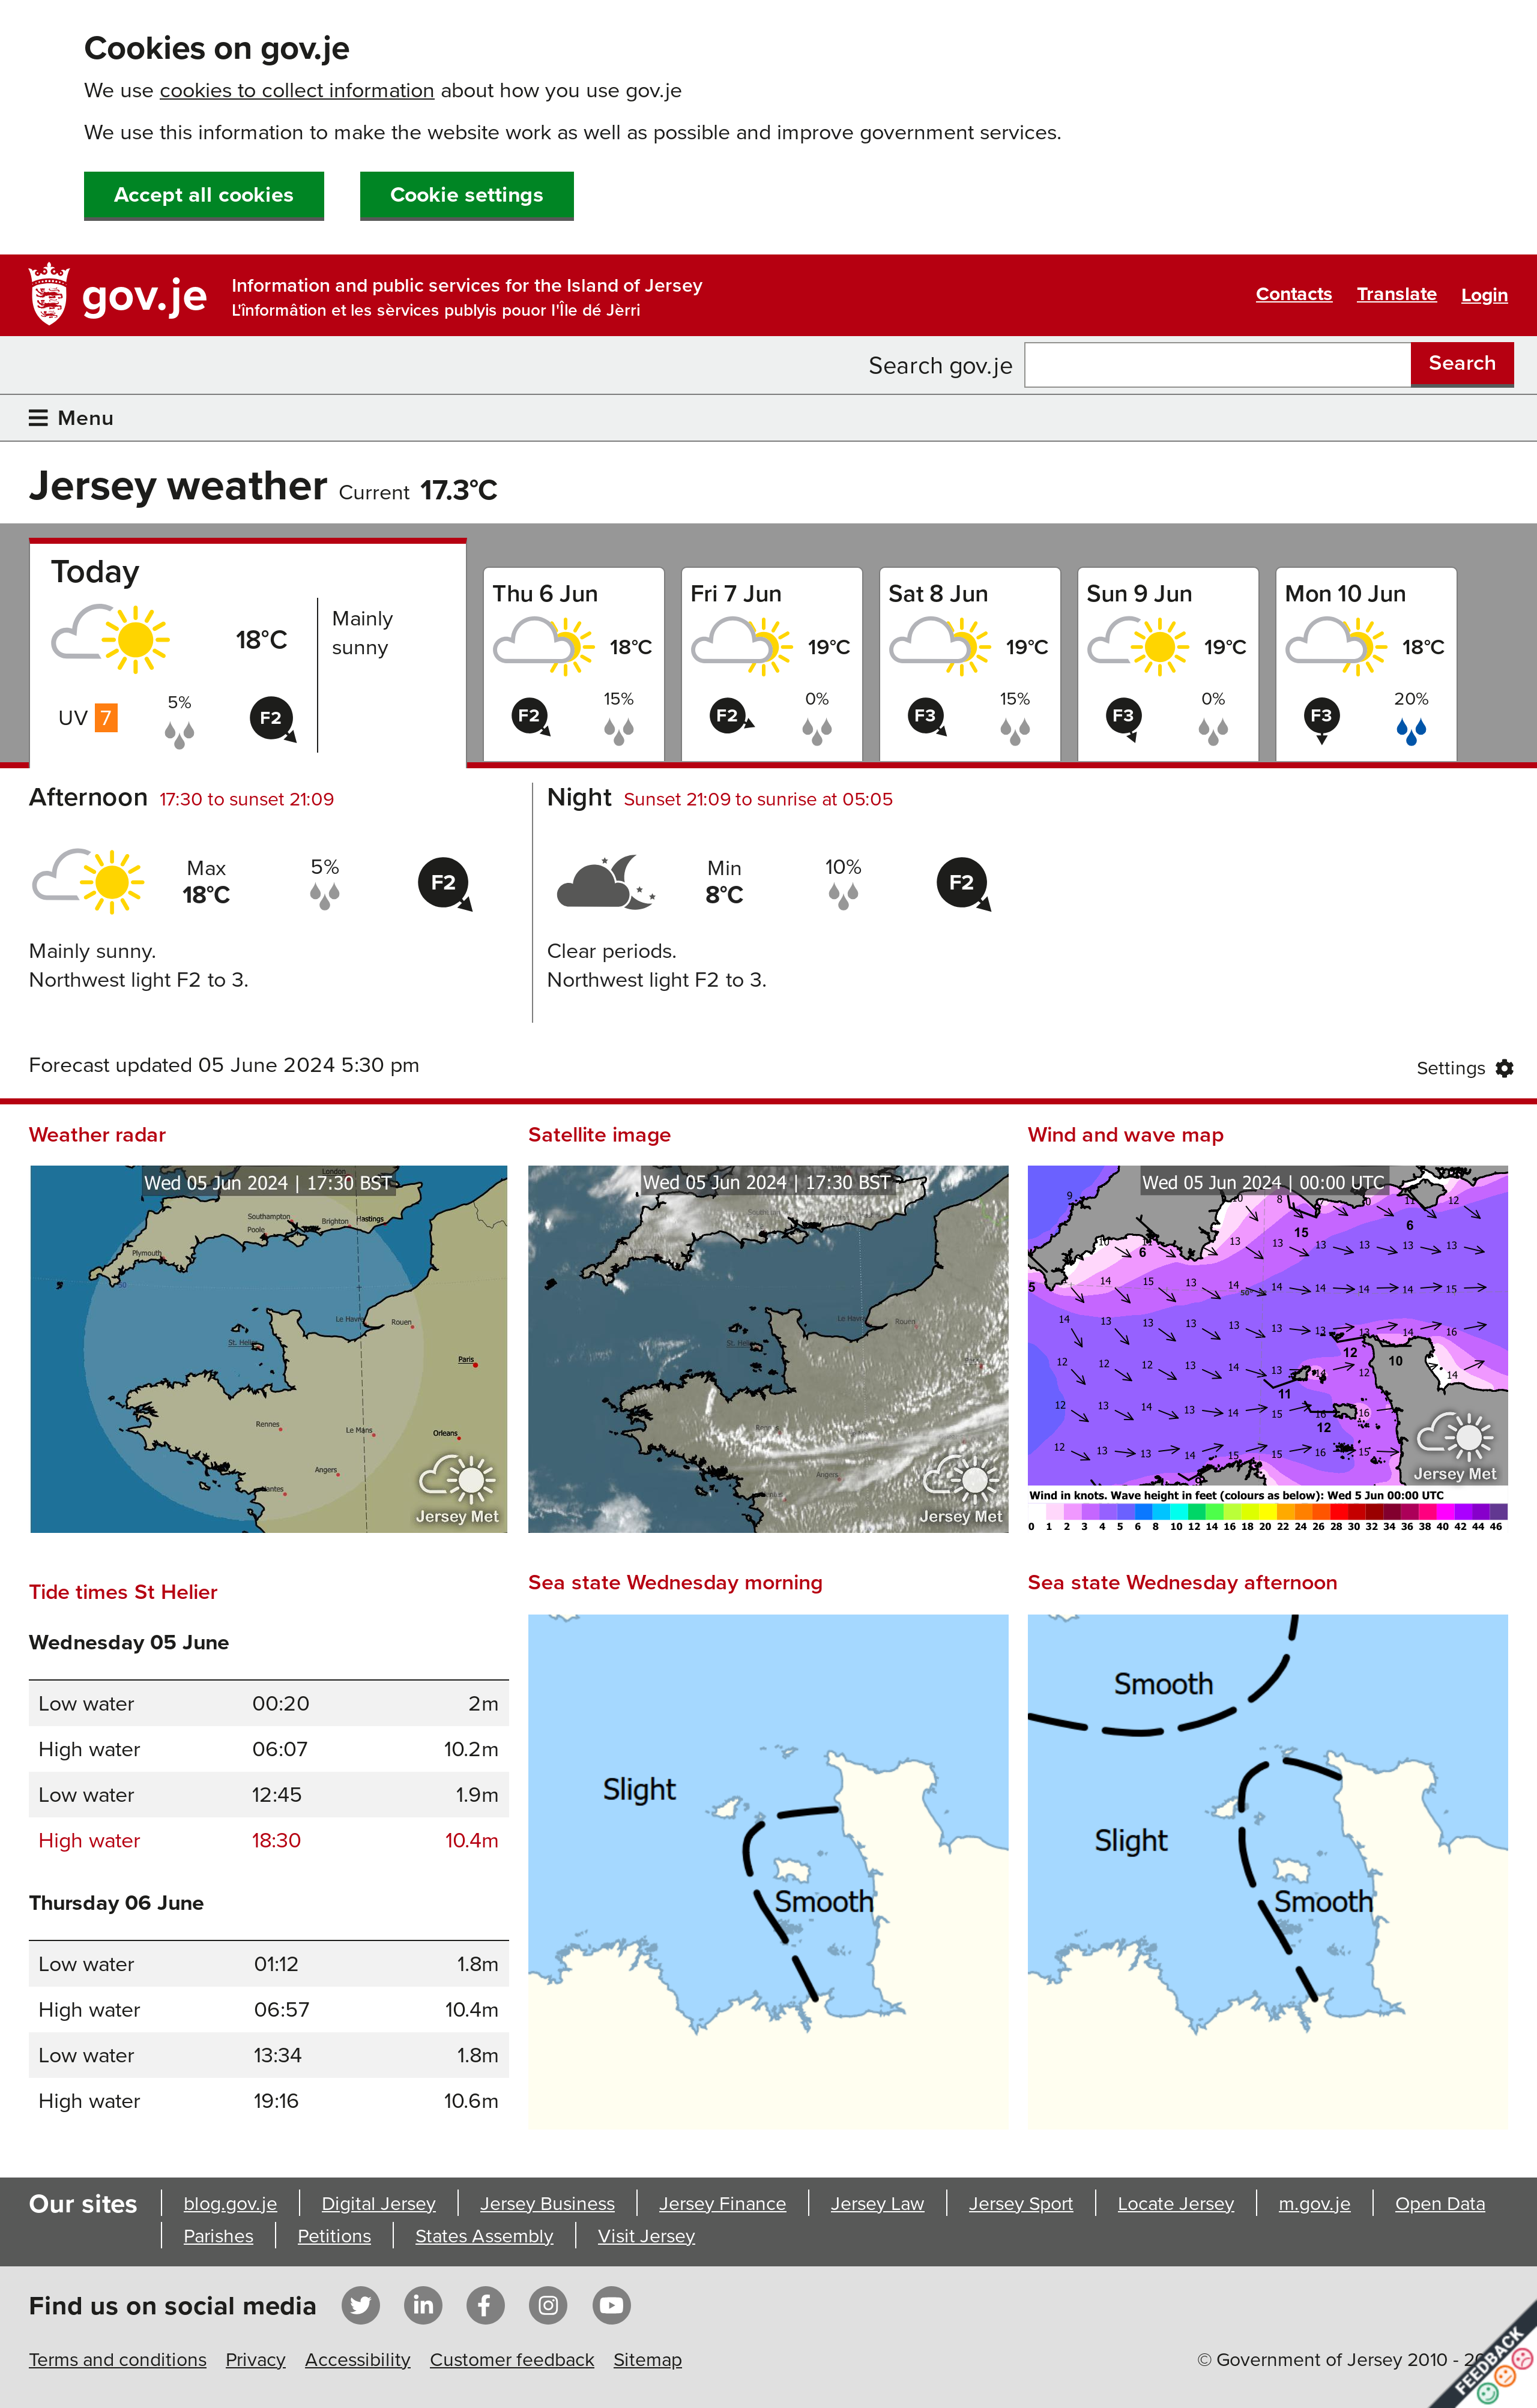 Cookies on gov.je
We use cookies to collect information about how you use gov.je
We use this information to make the website work as well as possible and improve government services.
Accept all cookies
Cookie settings
gov.je
Information and public services for the Island of Jersey
L'înformâtion et les sèrvices publyis pouor l'Île dé Jèrri
Contacts Translate Login
Search gov.je
Search
Menu
Jersey weather Current 17.3°C
Today
18°C
Mainly
sunny
UV 7
5%
F2
Thu 6 Jun
18°C
F2
15%
Fri 7 Jun
19°C
F2
0%
Sat 8 Jun
19°C
F3
15%
Sun 9 Jun
19°C
F3
0%
Mon 10 Jun
18°C
F3
20%
Afternoon 17:30 to sunset 21:09
Max
18°C
5%
F2
Mainly sunny.
Northwest light F2 to 3.
Night Sunset 21:09 to sunrise at 05:05
Min
8°C
10%
F2
Clear periods.
Northwest light F2 to 3.
Forecast updated 05 June 2024 5:30 pm
Settings
Weather radar
Wed 05 Jun 2024 | 17:30 BST
London
Southampton
Brighton
Hastings
Poole
Plymouth
Le Havre
Rouen
St. Helier
Paris
Rennes
Le Mans
Orleans
Angers
Nantes
Jersey Met
Satellite image
Wed 05 Jun 2024 | 17:30 BST
Le Havre
Rouen
St. Helier
Angers
Jersey Met
Wind and wave map
Wed 05 Jun 2024 | 00:00 UTC
Jersey Met
Wind in knots. Wave height in feet (colours as below): Wed 5 Jun 00:00 UTC
0 1 2 3 4 5 6 8 10 12 14 16 18 20 22 24 26 28 30 32 34 36 38 40 42 44 46
Tide times St Helier
Wednesday 05 June
Low water 00:20 2m
High water 06:07 10.2m
Low water 12:45 1.9m
High water 18:30 10.4m
Thursday 06 June
Low water 01:12 1.8m
High water 06:57 10.4m
Low water 13:34 1.8m
High water 19:16 10.6m
Sea state Wednesday morning
Slight
Smooth
Sea state Wednesday afternoon
Smooth
Slight
Smooth
Our sites
blog.gov.je Digital Jersey Jersey Business Jersey Finance Jersey Law Jersey Sport Locate Jersey m.gov.je Open Data
Parishes Petitions States Assembly Visit Jersey
Find us on social media
Terms and conditions Privacy Accessibility Customer feedback Sitemap
© Government of Jersey 2010 -
FEEDBACK